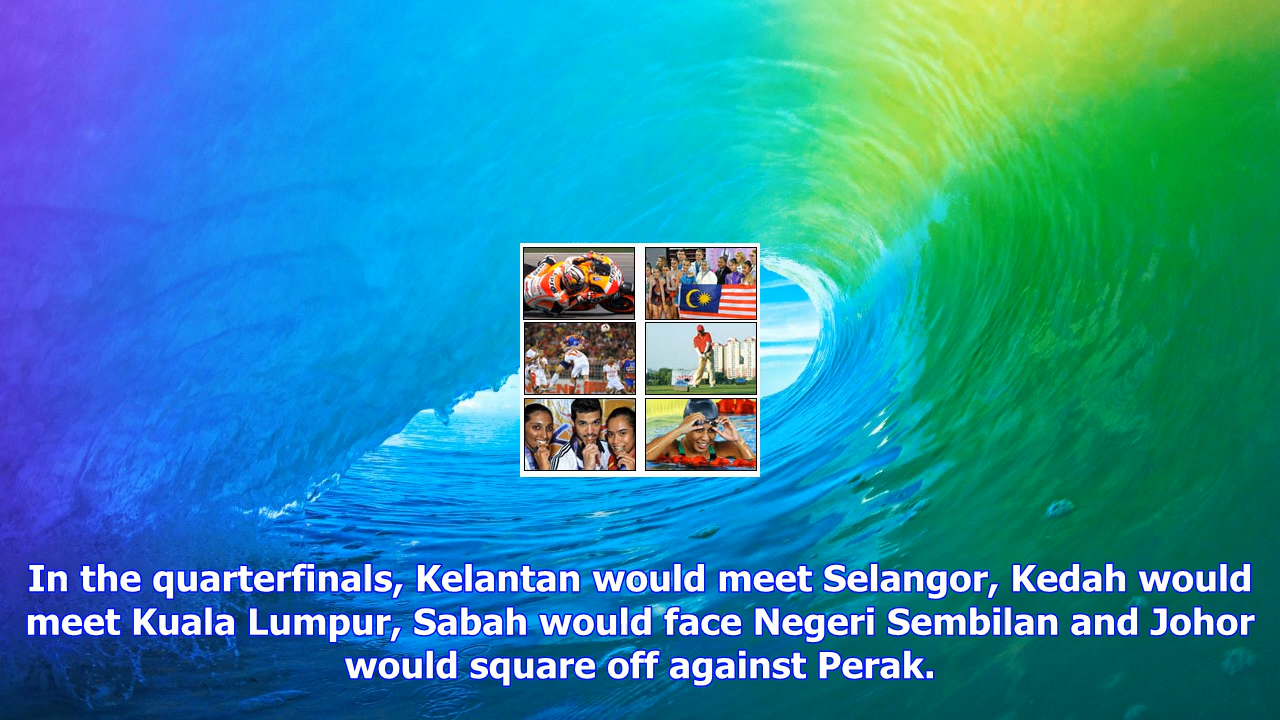 In the quarterfinals, Kelantan would meet Selangor, Kedah would
meet Kuala Lumpur, Sabah would face Negeri Sembilan and Johor
would square off against Perak.